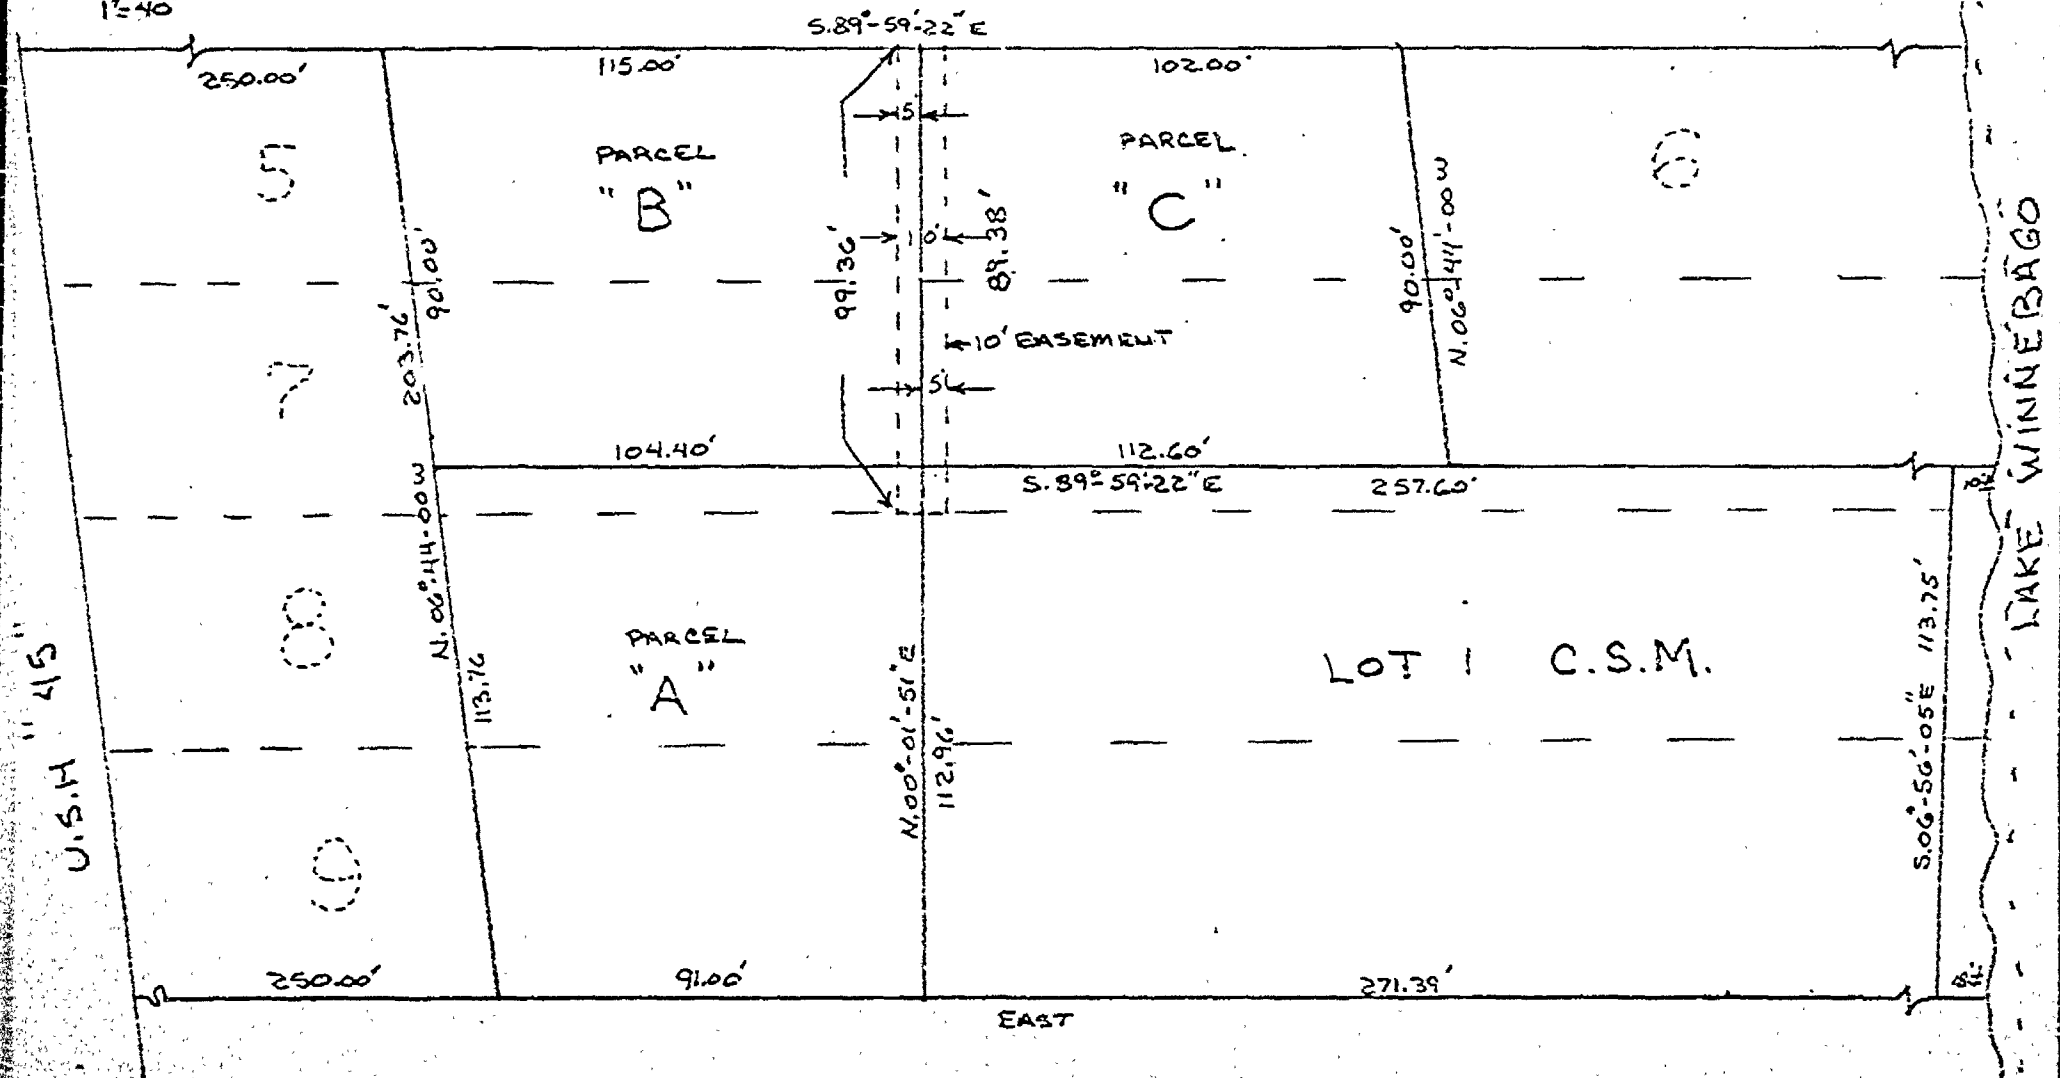 1"=40
S.89°-59'-22" E
250.00'
115.00'
102.00'
5
PARCEL
"B"
5'
PARCEL
"C"
6
10'
99.36'
89.38'
90.00'
203.76'
90.00'
N.06°-41'-00 W
7
10' EASEMENT
5'
104.40'
112.60'
S.89°-59'-22" E
257.60'
N.06°-44-00 W
8
PARCEL
"A"
113.76
N.00°-01'-51" E
112.96'
LOT 1 C.S.M.
S.06°-56'-05" E 113.75'
LAKE WINNEBAGO
U.S.H "45"
9
250.00'
91.00'
271.39'
EAST